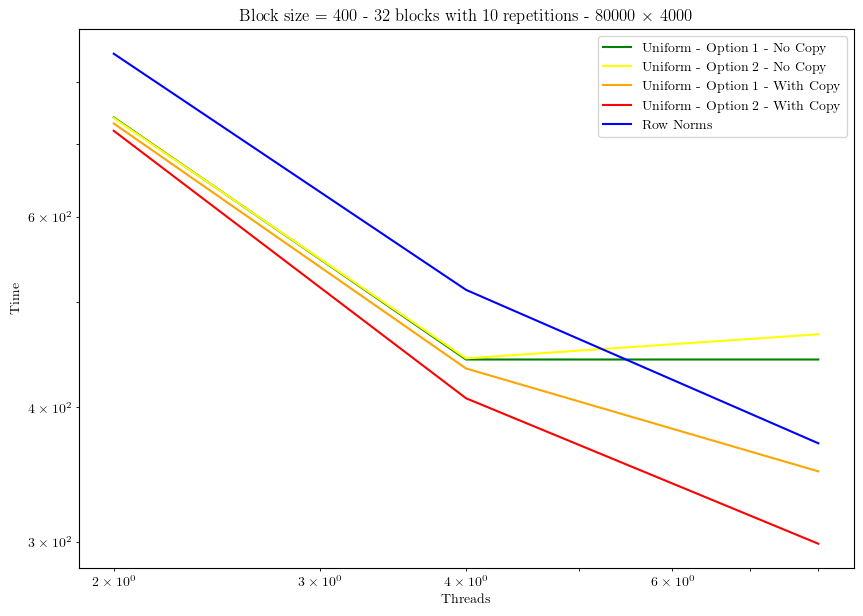 Block size = 400 - 32 blocks with 10 repetitions - 80000 × 4000
Uniform - Option 1 - No Copy
Uniform - Option 2 - No Copy
Uniform - Option 1 - With Copy
Uniform - Option 2 - With Copy
Row Norms
6 × 10²
4 × 10²
3 × 10²
Time
2 × 10⁰
3 × 10⁰
4 × 10⁰
6 × 10⁰
Threads